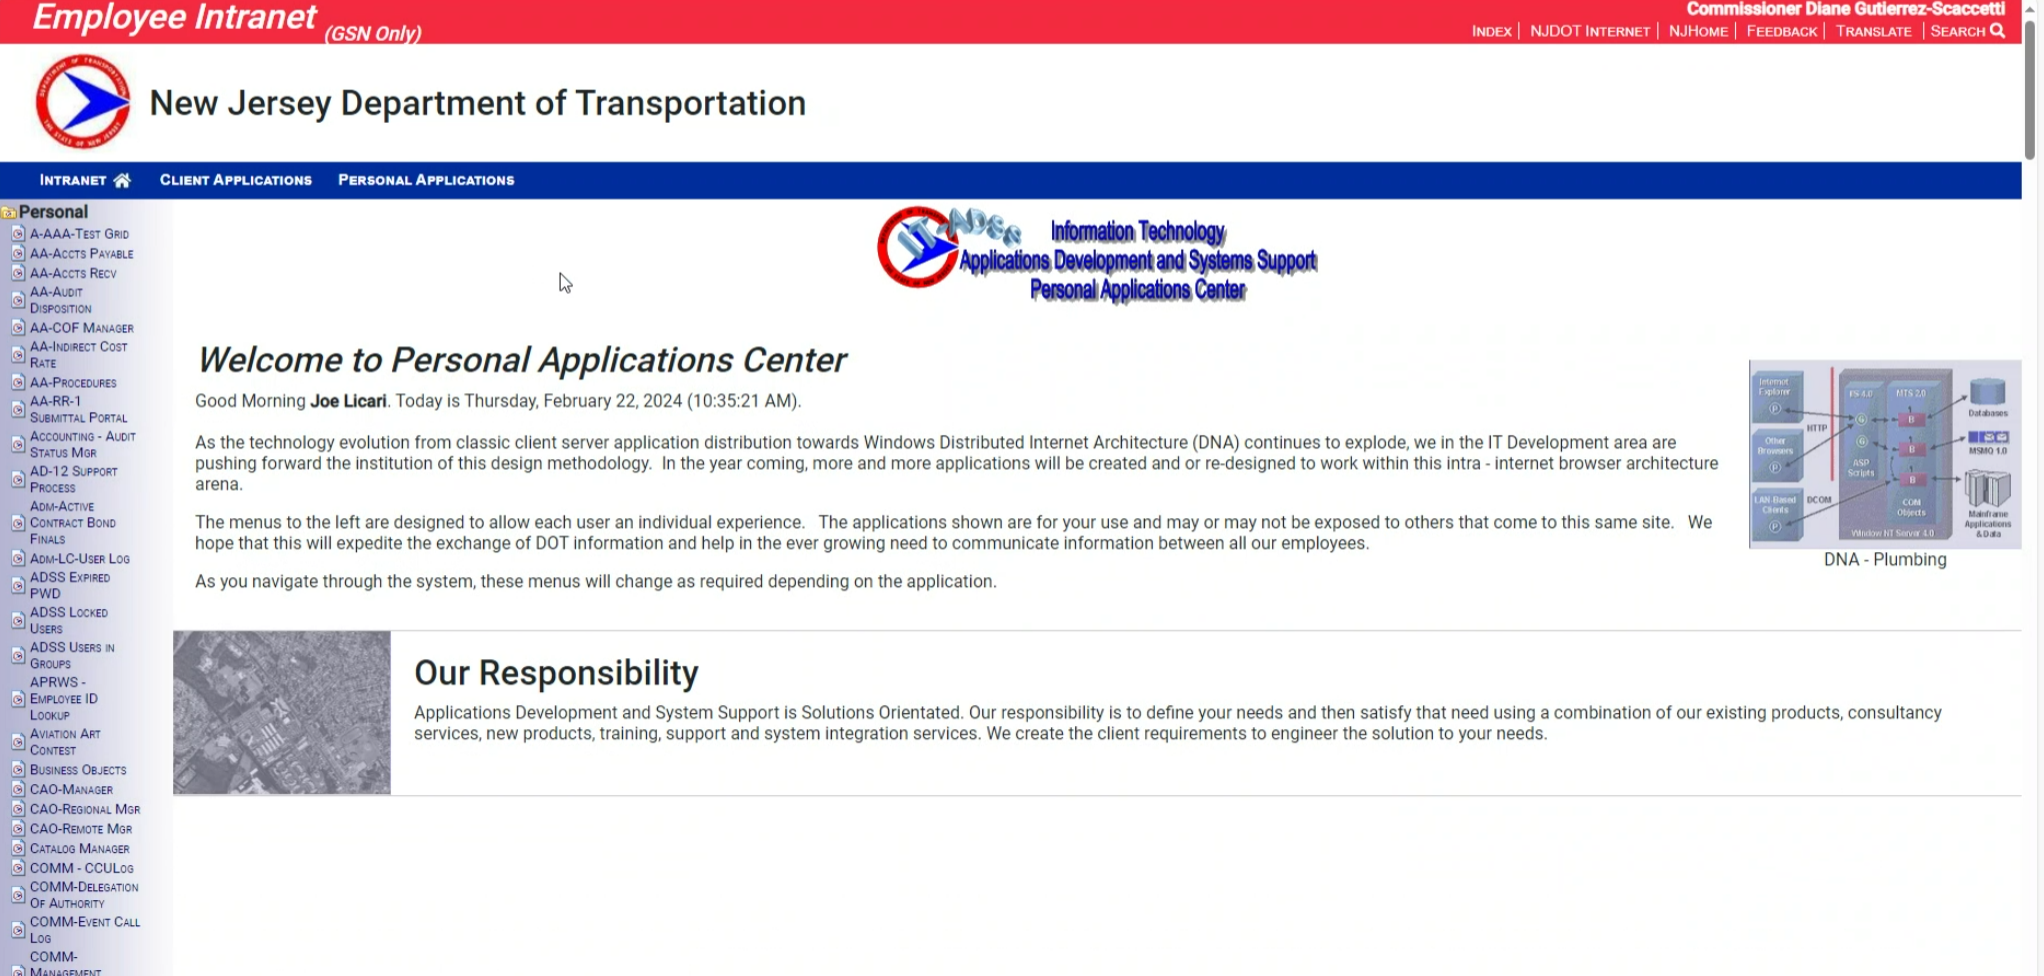 Employee Intranet (GSN Only)
Commissioner Diane Gutierrez-Scaccetti
INDEX | NJDOT INTERNET | NJHOME | FEEDBACK | TRANSLATE | SEARCH
DEPARTMENT OF TRANSPORTATION
THE STATE OF NEW JERSEY
New Jersey Department of Transportation
INTRANET
CLIENT APPLICATIONS
PERSONAL APPLICATIONS
Personal
A-AAA-TEST GRID
AA-ACCTS PAYABLE
AA-ACCTS RECV
AA-AUDIT
DISPOSITION
AA-COF MANAGER
AA-INDIRECT COST
RATE
AA-PROCEDURES
AA-RR-1
SUBMITTAL PORTAL
ACCOUNTING - AUDIT
STATUS MGR
AD-12 SUPPORT
PROCESS
ADM-ACTIVE
CONTRACT BOND
FINALS
ADM-LC-USER LOG
ADSS EXPIRED
PWD
ADSS LOCKED
USERS
ADSS USERS IN
GROUPS
APRWS -
EMPLOYEE ID
LOOKUP
AVIATION ART
CONTEST
BUSINESS OBJECTS
CAO-MANAGER
CAO-REGIONAL MGR
CAO-REMOTE MGR
CATALOG MANAGER
COMM - CCULOG
COMM-DELEGATION
OF AUTHORITY
COMM-EVENT CALL
LOG
COMM-
MANAGEMENT
IT-ADSS
Information Technology
Applications Development and Systems Support
Personal Applications Center
Welcome to Personal Applications Center
Good Morning Joe Licari. Today is Thursday, February 22, 2024 (10:35:21 AM).
As the technology evolution from classic client server application distribution towards Windows Distributed Internet Architecture (DNA) continues to explode, we in the IT Development area are
pushing forward the institution of this design methodology. In the year coming, more and more applications will be created and or re-designed to work within this intra - internet browser architecture
arena.
The menus to the left are designed to allow each user an individual experience. The applications shown are for your use and may or may not be exposed to others that come to this same site. We
hope that this will expedite the exchange of DOT information and help in the ever growing need to communicate information between all our employees.
As you navigate through the system, these menus will change as required depending on the application.
Internet
Explorer
P
Other
Browsers
P
LAN-Based
Clients
P
HTTP
DCOM
MTS 2.0
ASP
Scripts
COM
Objects
Window NT Server 4.0
Databases
MSMQ 1.0
Mainframe
Applications
& Data
DNA - Plumbing
Our Responsibility
Applications Development and System Support is Solutions Orientated. Our responsibility is to define your needs and then satisfy that need using a combination of our existing products, consultancy
services, new products, training, support and system integration services. We create the client requirements to engineer the solution to your needs.